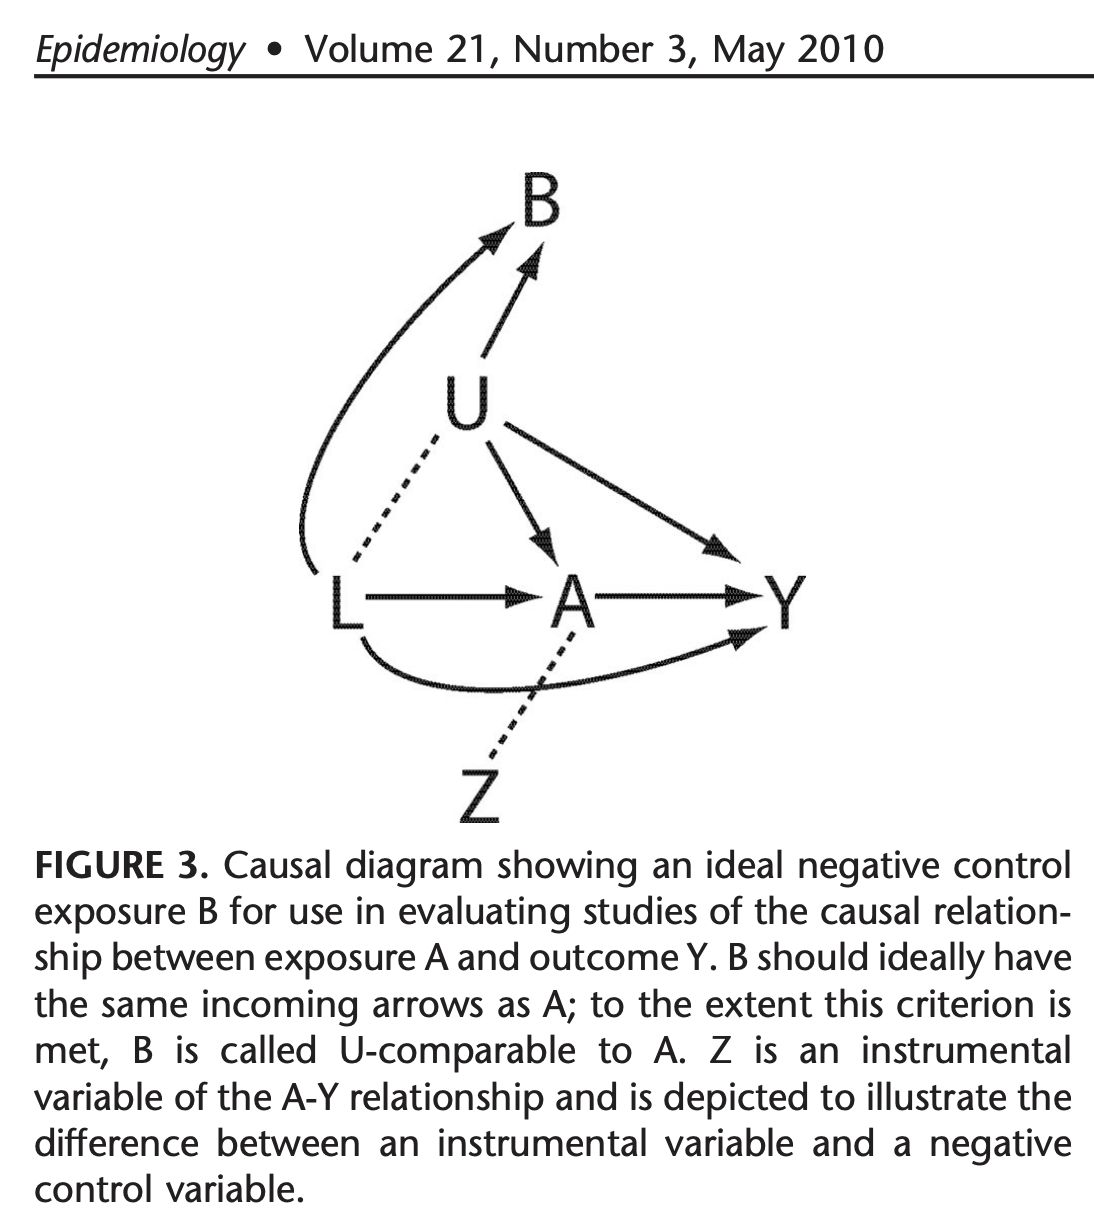 Epidemiology • Volume 21, Number 3, May 2010
B
U
L A Y
Z
FIGURE 3. Causal diagram showing an ideal negative control
exposure B for use in evaluating studies of the causal relation-
ship between exposure A and outcome Y. B should ideally have
the same incoming arrows as A; to the extent this criterion is
met, B is called U-comparable to A. Z is an instrumental
variable of the A-Y relationship and is depicted to illustrate the
difference between an instrumental variable and a negative
control variable.